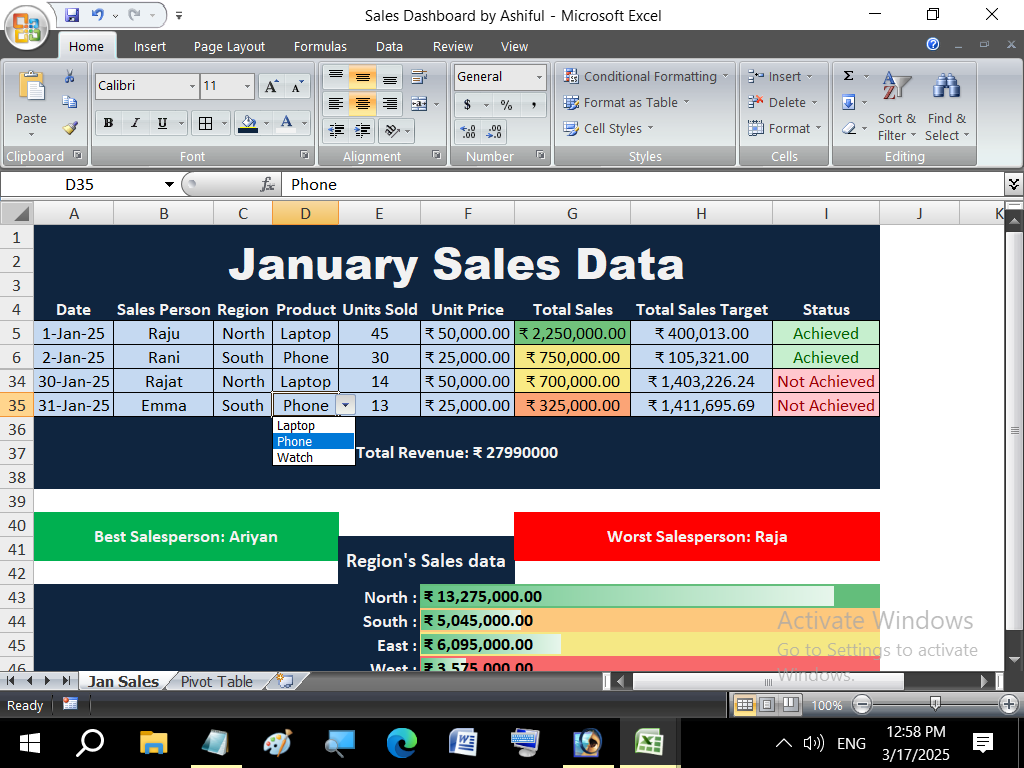 Sales Dashboard by Ashiful - Microsoft Excel
Home Insert Page Layout Formulas Data Review View
Paste
Clipboard
Calibri 11
B I U A
Font
Alignment
General
$ % ,
Number
Conditional Formatting
Format as Table
Cell Styles
Styles
Insert
Delete
Format
Cells
Σ
Sort & Filter
Find & Select
Editing
D35 fx Phone
A B C D E F G H I J K
1
2 January Sales Data
3
4 Date Sales Person Region Product Units Sold Unit Price Total Sales Total Sales Target Status
5 1-Jan-25 Raju North Laptop 45 ₹ 50,000.00 ₹ 2,250,000.00 ₹ 400,013.00 Achieved
6 2-Jan-25 Rani South Phone 30 ₹ 25,000.00 ₹ 750,000.00 ₹ 105,321.00 Achieved
34 30-Jan-25 Rajat North Laptop 14 ₹ 50,000.00 ₹ 700,000.00 ₹ 1,403,226.24 Not Achieved
35 31-Jan-25 Emma South Phone 13 ₹ 25,000.00 ₹ 325,000.00 ₹ 1,411,695.69 Not Achieved
36 Laptop
Phone
37 Watch Total Revenue: ₹ 27990000
38
39
40 Best Salesperson: Ariyan Worst Salesperson: Raja
41 Region's Sales data
42
43 North : ₹ 13,275,000.00
44 South : ₹ 5,045,000.00
45 East : ₹ 6,095,000.00
46 West : ₹ 3,575,000.00
Activate Windows
Go to Settings to activate
Windows.
Jan Sales Pivot Table
Ready 100%
ENG 12:58 PM
3/17/2025